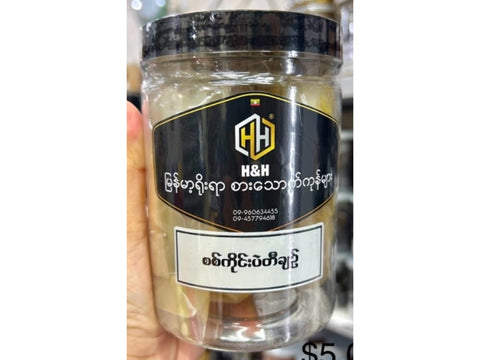 HH
®
H&H
မြန်မာ့ရိုးရာ စားသောက်ကုန်များ
09-960634455
09-457794618
စစ်ကိုင်းပဲတီချဉ်